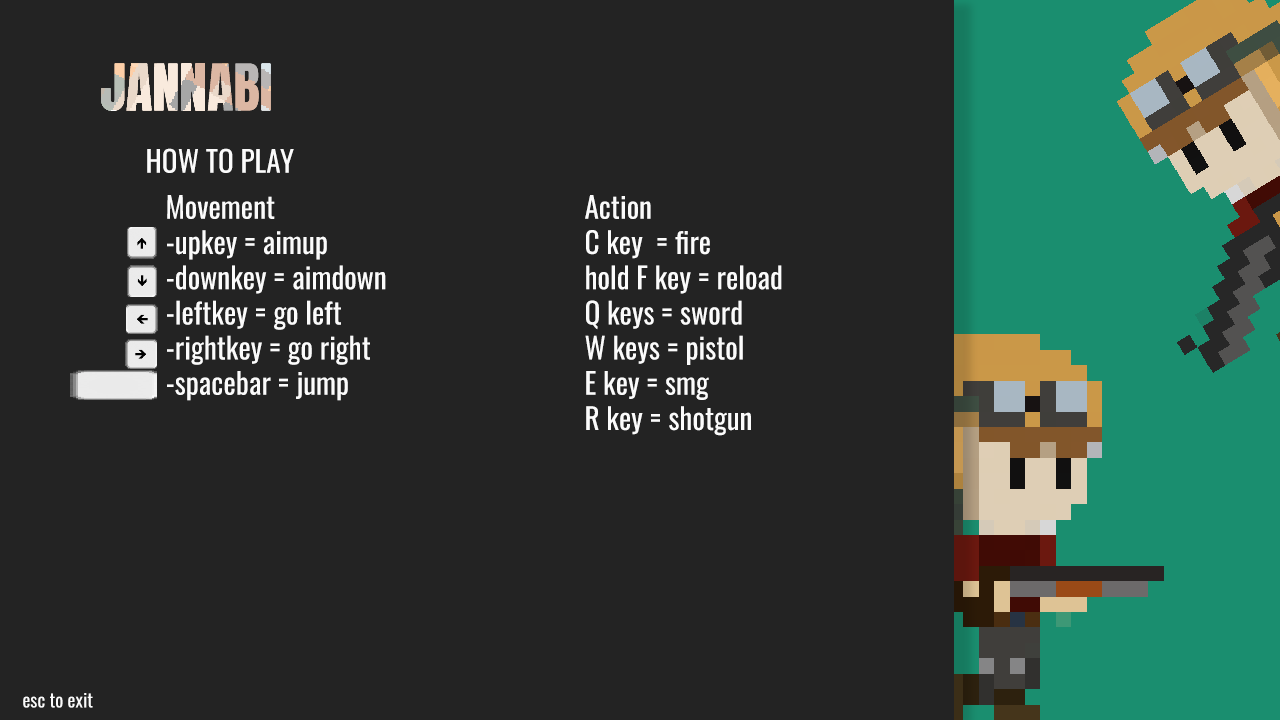 JANNABI
HOW TO PLAY
Movement
-upkey = aimup
-downkey = aimdown
-leftkey = go left
-rightkey = go right
-spacebar = jump
Action
C key  = fire
hold F key = reload
Q keys = sword
W keys = pistol
E key = smg
R key = shotgun
esc to exit